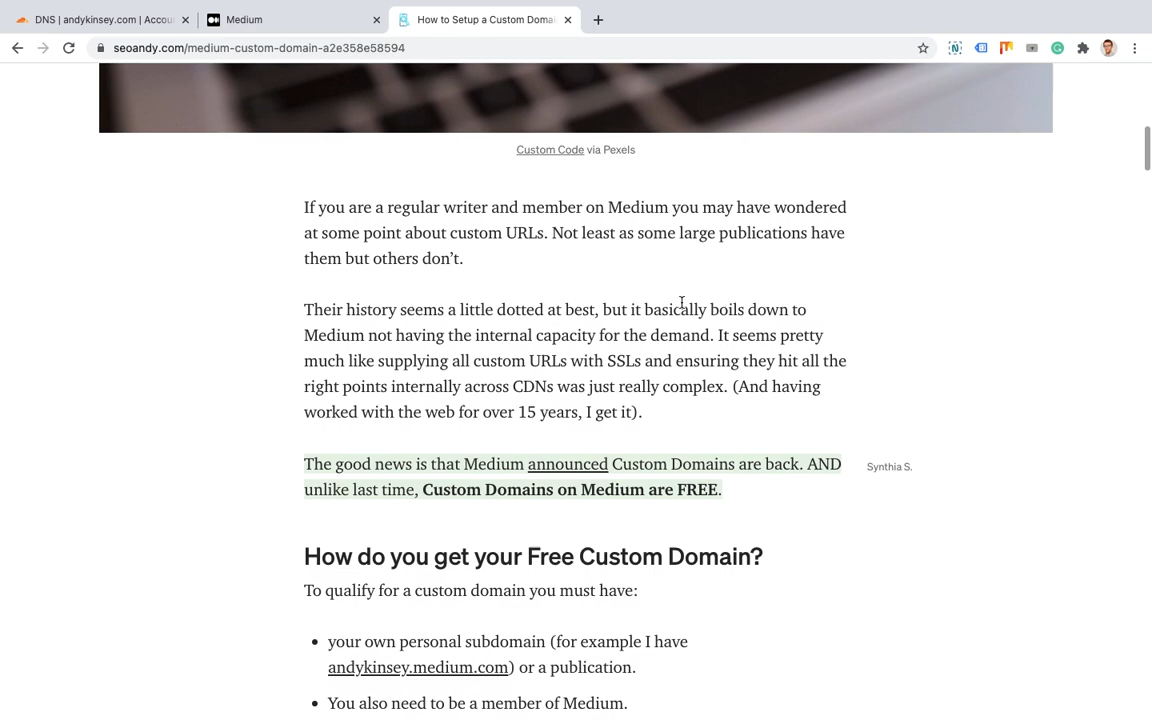 DNS | andykinsey.com | Accou
Medium
How to Setup a Custom Domai
seoandy.com/medium-custom-domain-a2e358e58594
Custom Code via Pexels
If you are a regular writer and member on Medium you may have wondered
at some point about custom URLs. Not least as some large publications have
them but others don’t.
Their history seems a little dotted at best, but it basically boils down to
Medium not having the internal capacity for the demand. It seems pretty
much like supplying all custom URLs with SSLs and ensuring they hit all the
right points internally across CDNs was just really complex. (And having
worked with the web for over 15 years, I get it).
The good news is that Medium announced Custom Domains are back. AND
unlike last time, Custom Domains on Medium are FREE.
Synthia S.
How do you get your Free Custom Domain?
To qualify for a custom domain you must have:
• your own personal subdomain (for example I have
andykinsey.medium.com) or a publication.
• You also need to be a member of Medium.